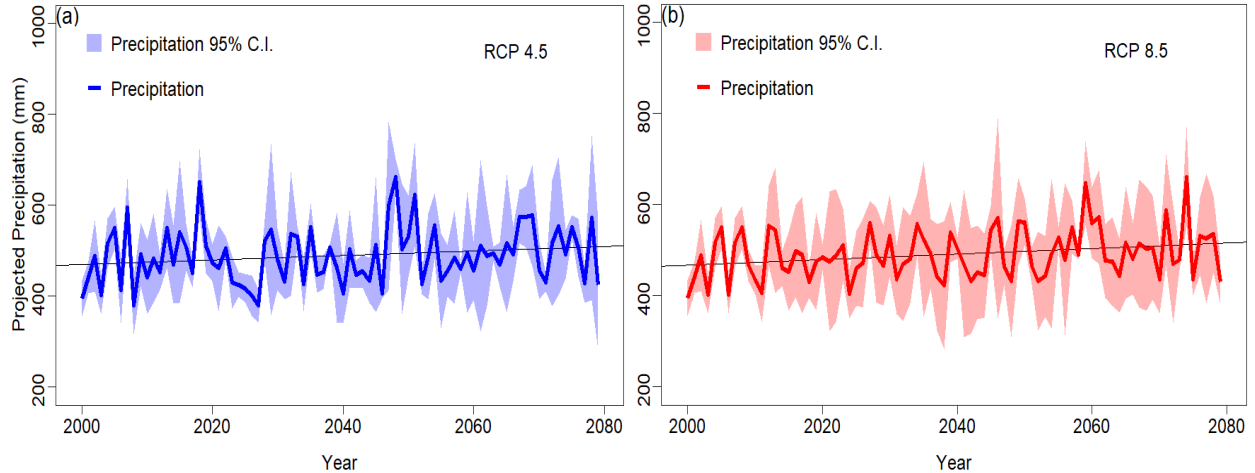 (a)
Precipitation 95% C.I.
Precipitation
RCP 4.5
Projected Precipitation (mm)
1000
800
600
400
200
2000
2020
2040
2060
2080
Year
(b)
Precipitation 95% C.I.
Precipitation
RCP 8.5
1000
800
600
400
200
2000
2020
2040
2060
2080
Year